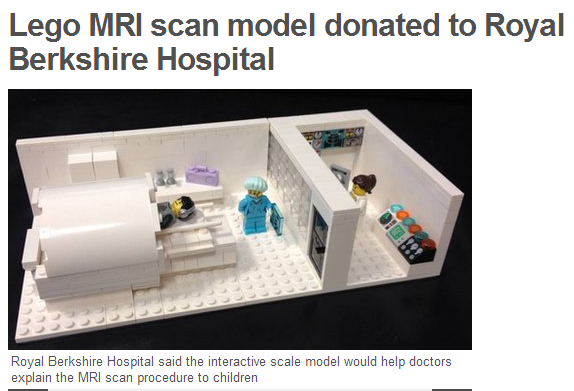 Lego MRI scan model donated to Royal
Berkshire Hospital
Royal Berkshire Hospital said the interactive scale model would help doctors
explain the MRI scan procedure to children